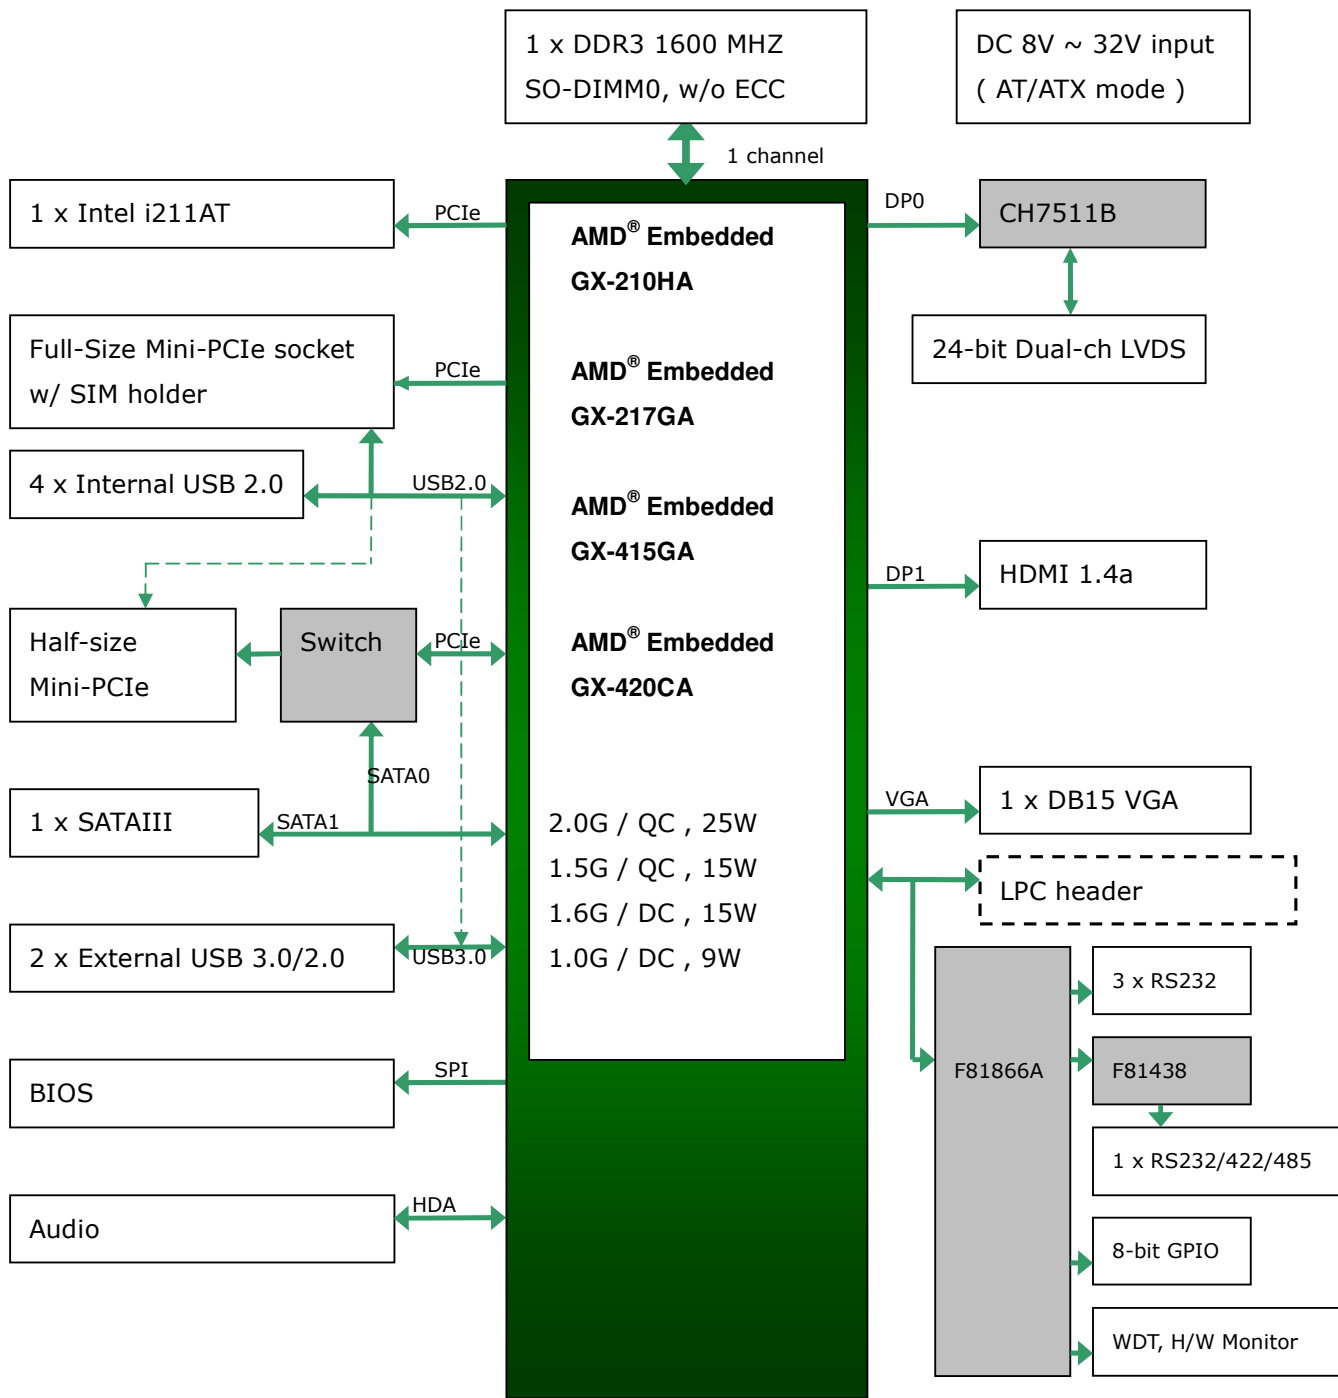 1 x DDR3 1600 MHZ
SO-DIMM0, w/o ECC
DC 8V ~ 32V input
( AT/ATX mode )
1 channel
1 x Intel i211AT
PCIe
DP0
CH7511B
AMD® Embedded
GX-210HA
24-bit Dual-ch LVDS
Full-Size Mini-PCIe socket
w/ SIM holder
PCIe
AMD® Embedded
GX-217GA
4 x Internal USB 2.0
USB2.0
AMD® Embedded
GX-415GA
DP1
HDMI 1.4a
Half-size
Mini-PCIe
Switch
PCIe
AMD® Embedded
GX-420CA
SATA0
1 x SATAIII
SATA1
VGA
1 x DB15 VGA
2.0G / QC , 25W
1.5G / QC , 15W
1.6G / DC , 15W
1.0G / DC , 9W
LPC header
2 x External USB 3.0/2.0
USB3.0
F81866A
3 x RS232
F81438
1 x RS232/422/485
8-bit GPIO
WDT, H/W Monitor
BIOS
SPI
Audio
HDA